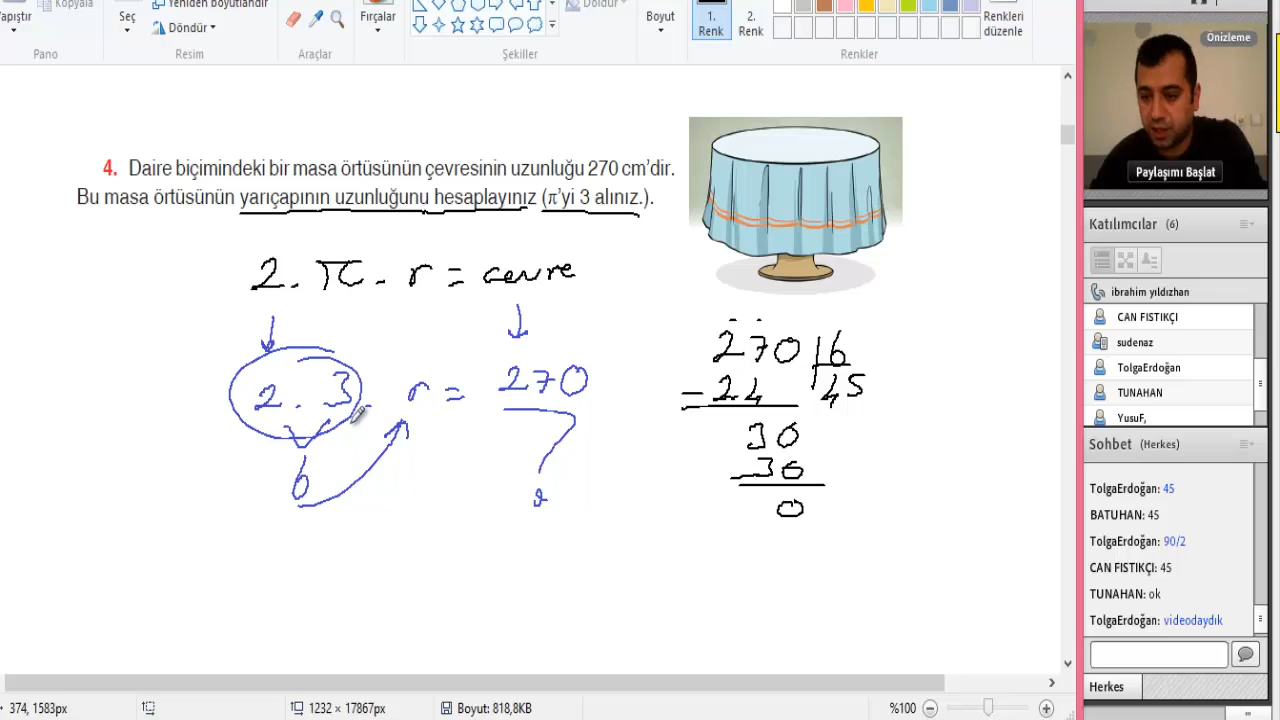 apıştır
Seç
Kopyala
Yeniden boyutlandır
Döndür
Fırçalar
Boyut
1.
Renk
2.
Renk
Renkleri
düzenle
Pano
Resim
Araçlar
Şekiller
Renkler
Doldur
Önizleme
Paylaşımı Başlat
4. Daire biçimindeki bir masa örtüsünün çevresinin uzunluğu 270 cm'dir.
Bu masa örtüsünün yarıçapının uzunluğunu hesaplayınız (π'yi 3 alınız.).
2 . π . r = cevre
2 . 3 . r = 270
6
270 6
- 24 45
30
- 30
0
Katılımcılar (6)
ibrahim yıldızhan
CAN FISTIKÇI
sudenaz
TolgaErdoğan
TUNAHAN
YusuF,
Sohbet (Herkes)
TolgaErdoğan: 45
BATUHAN: 45
TolgaErdoğan: 90/2
CAN FISTIKÇI: 45
TUNAHAN: ok
TolgaErdoğan: videodaydık
Herkes
374, 1583px
1232 × 17867px
Boyut: 818,8KB
%100